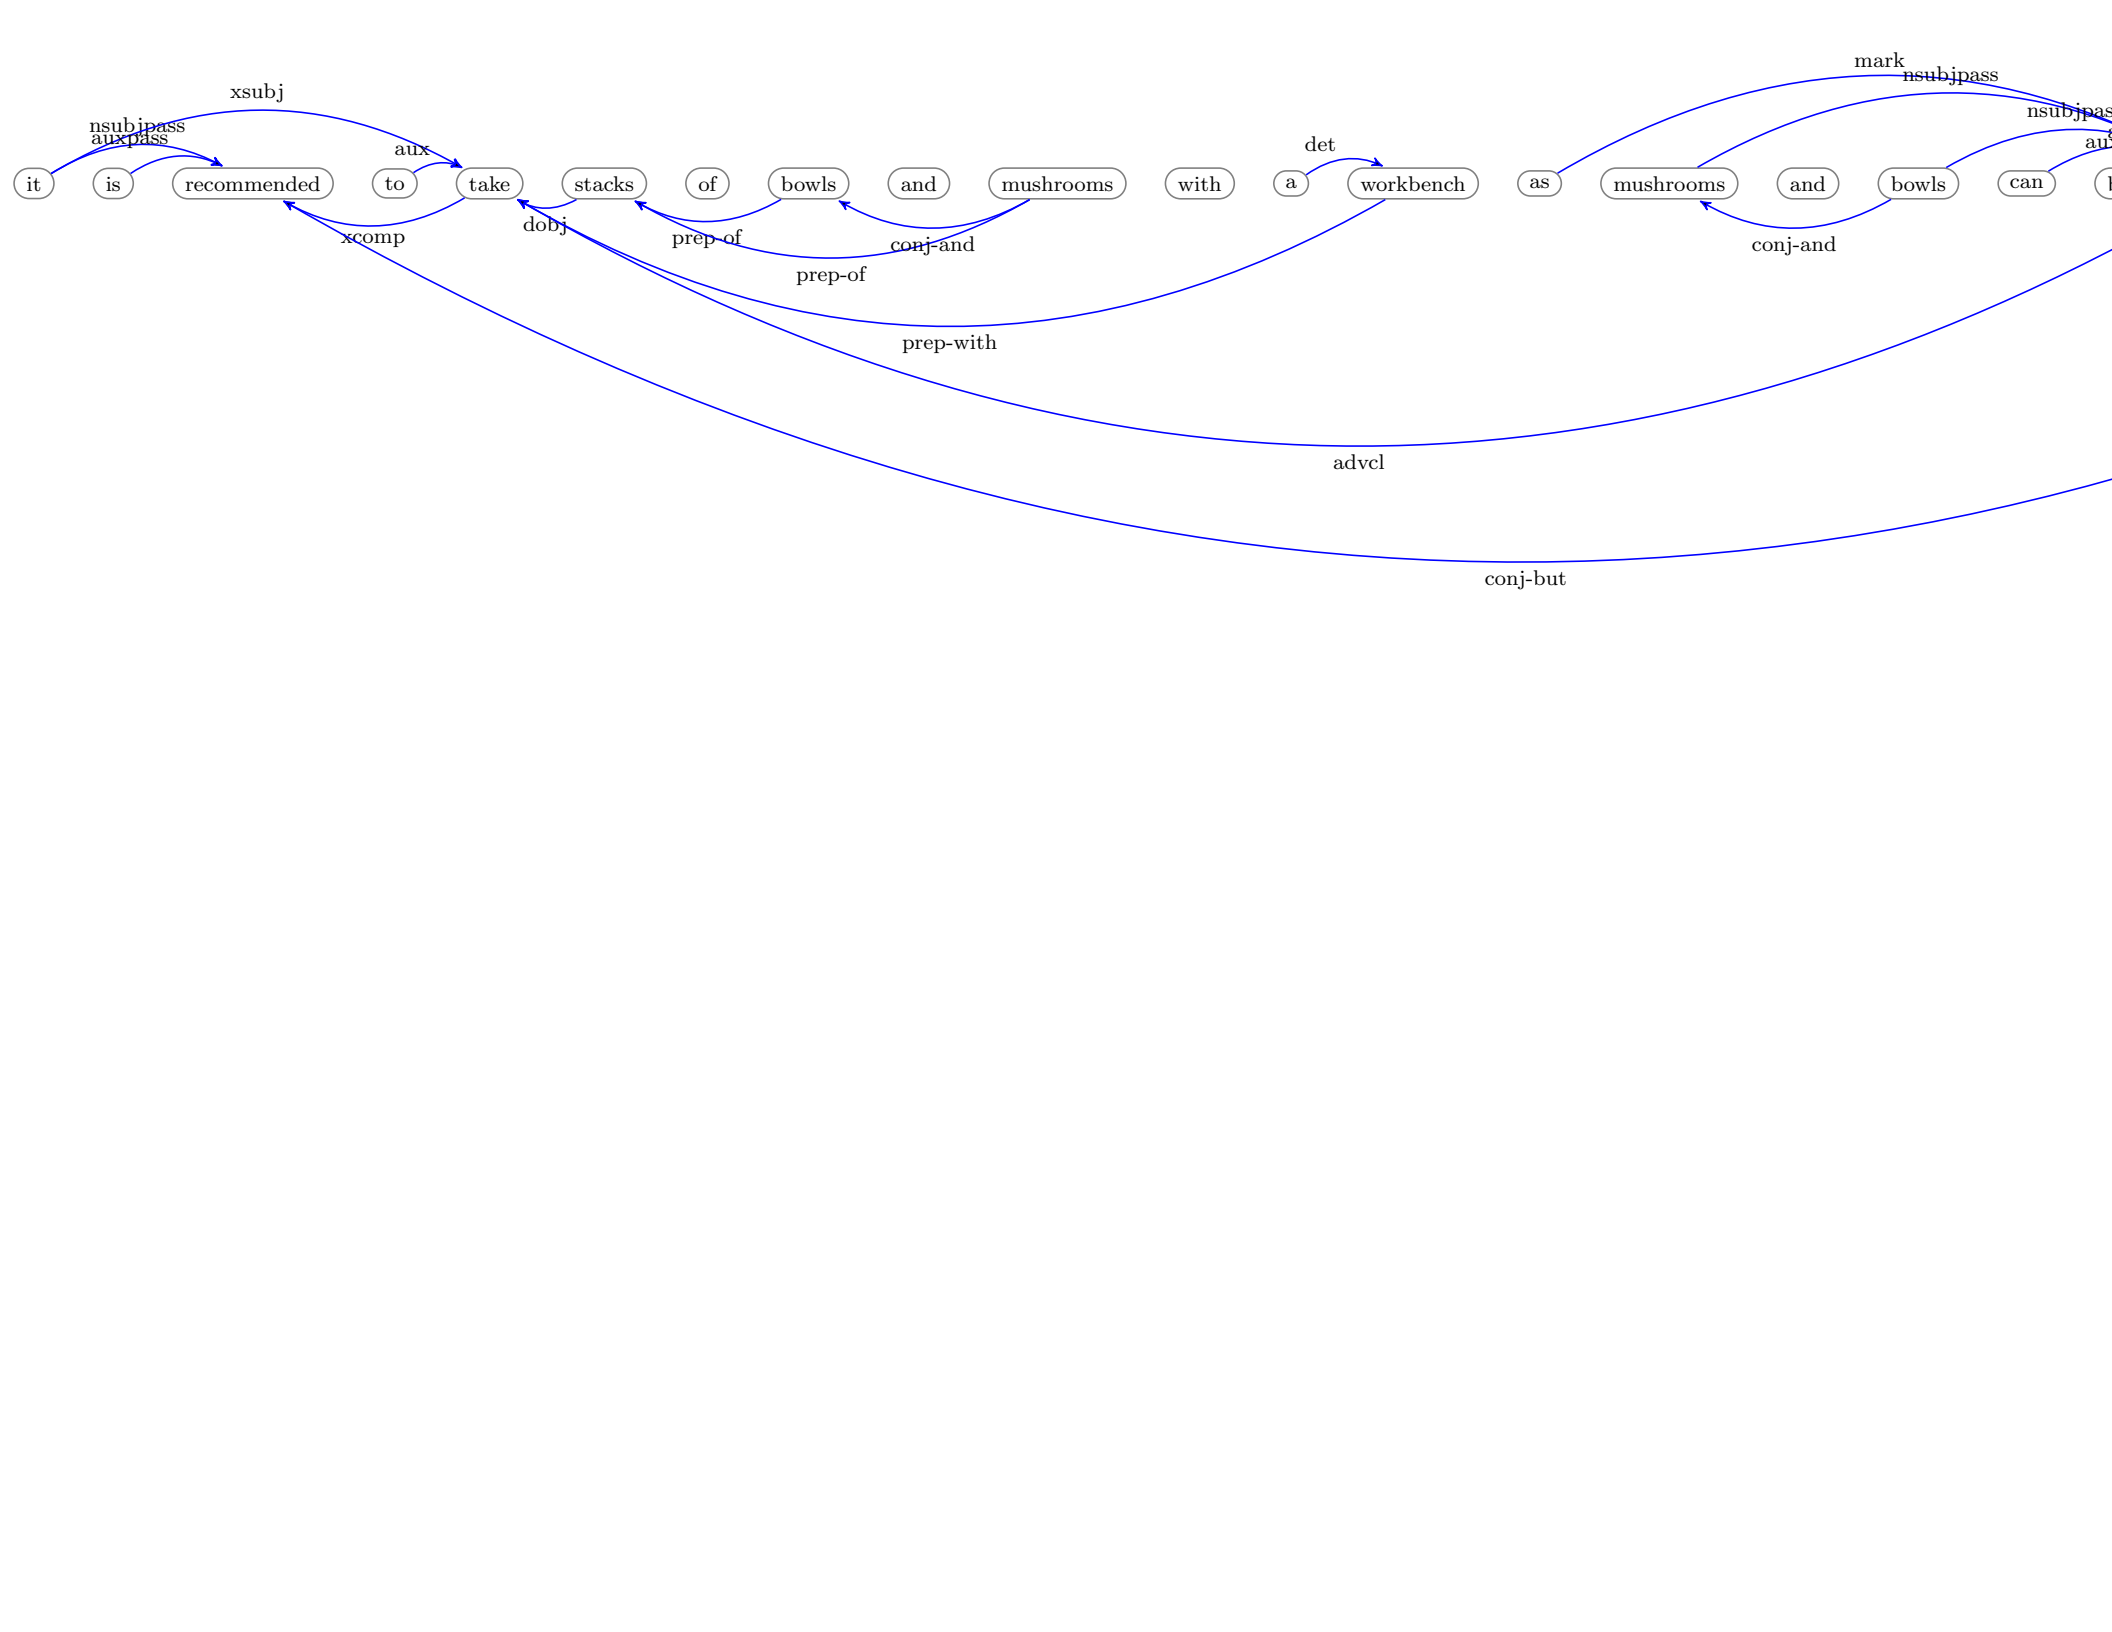 mark
nsubjpass
xsubj
nsubjpass
nsubjpass
auxpass
aux
det
it is recommended to take stacks of bowls and mushrooms with a workbench as mushrooms and bowls can
dobj
xcomp
prep-of
conj-and
conj-and
prep-of
prep-with
advcl
conj-but